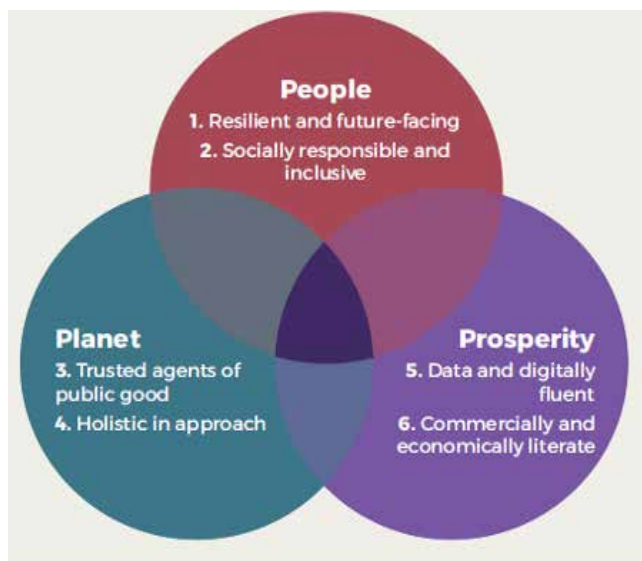 People
1. Resilient and future-facing
2. Socially responsible and
inclusive
Planet
3. Trusted agents of
public good
4. Holistic in approach
Prosperity
5. Data and digitally
fluent
6. Commercially and
economically literate